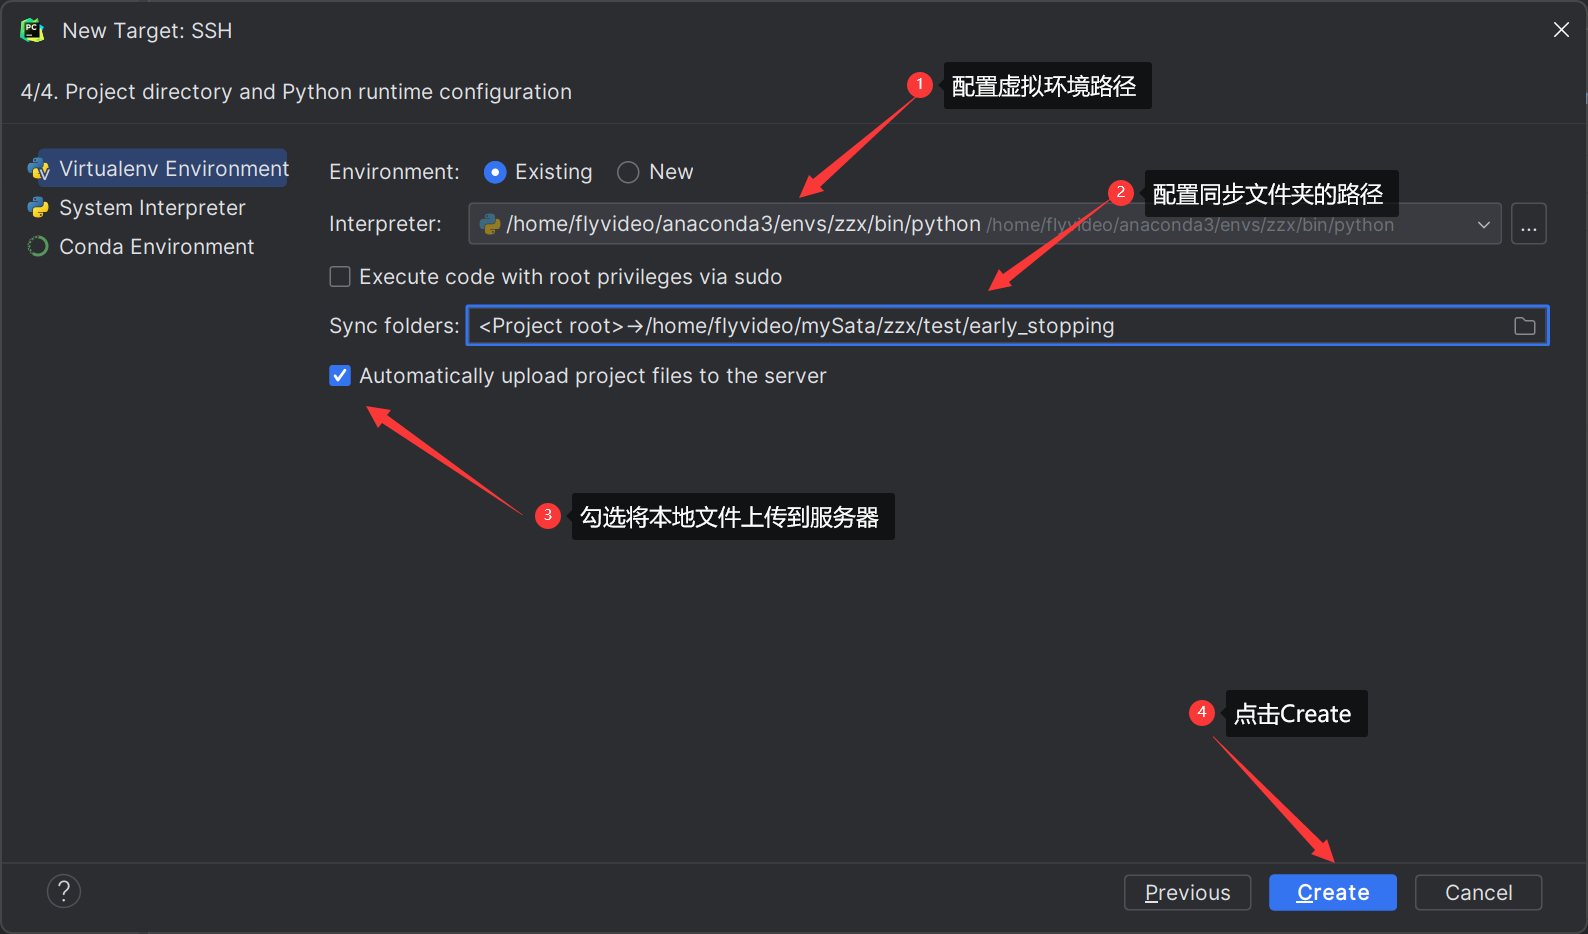 New Target: SSH
4/4. Project directory and Python runtime configuration
1 配置虚拟环境路径
Virtualenv Environment
System Interpreter
Conda Environment
Environment: Existing New
2 配置同步文件夹的路径
Interpreter: /home/flyvideo/anaconda3/envs/zzx/bin/python /home/flyvideo/anaconda3/envs/zzx/bin/python ...
Execute code with root privileges via sudo
Sync folders: <Project root>→/home/flyvideo/mySata/zzx/test/early_stopping
Automatically upload project files to the server
3 勾选将本地文件上传到服务器
4 点击Create
? Previous Create Cancel